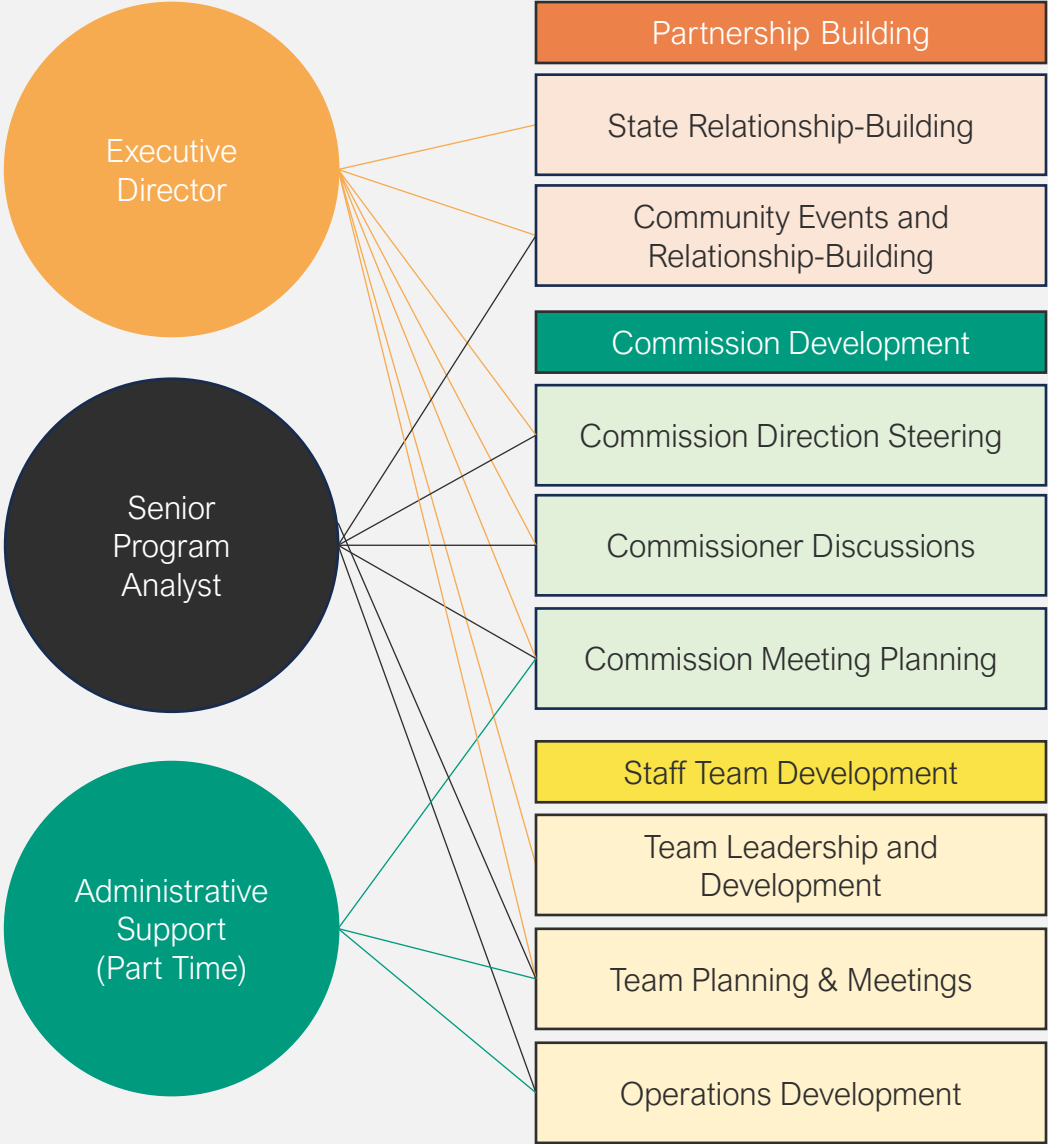 Executive
Director
Senior
Program
Analyst
Administrative
Support
(Part Time)
Partnership Building
State Relationship-Building
Community Events and
Relationship-Building
Commission Development
Commission Direction Steering
Commissioner Discussions
Commission Meeting Planning
Staff Team Development
Team Leadership and
Development
Team Planning & Meetings
Operations Development